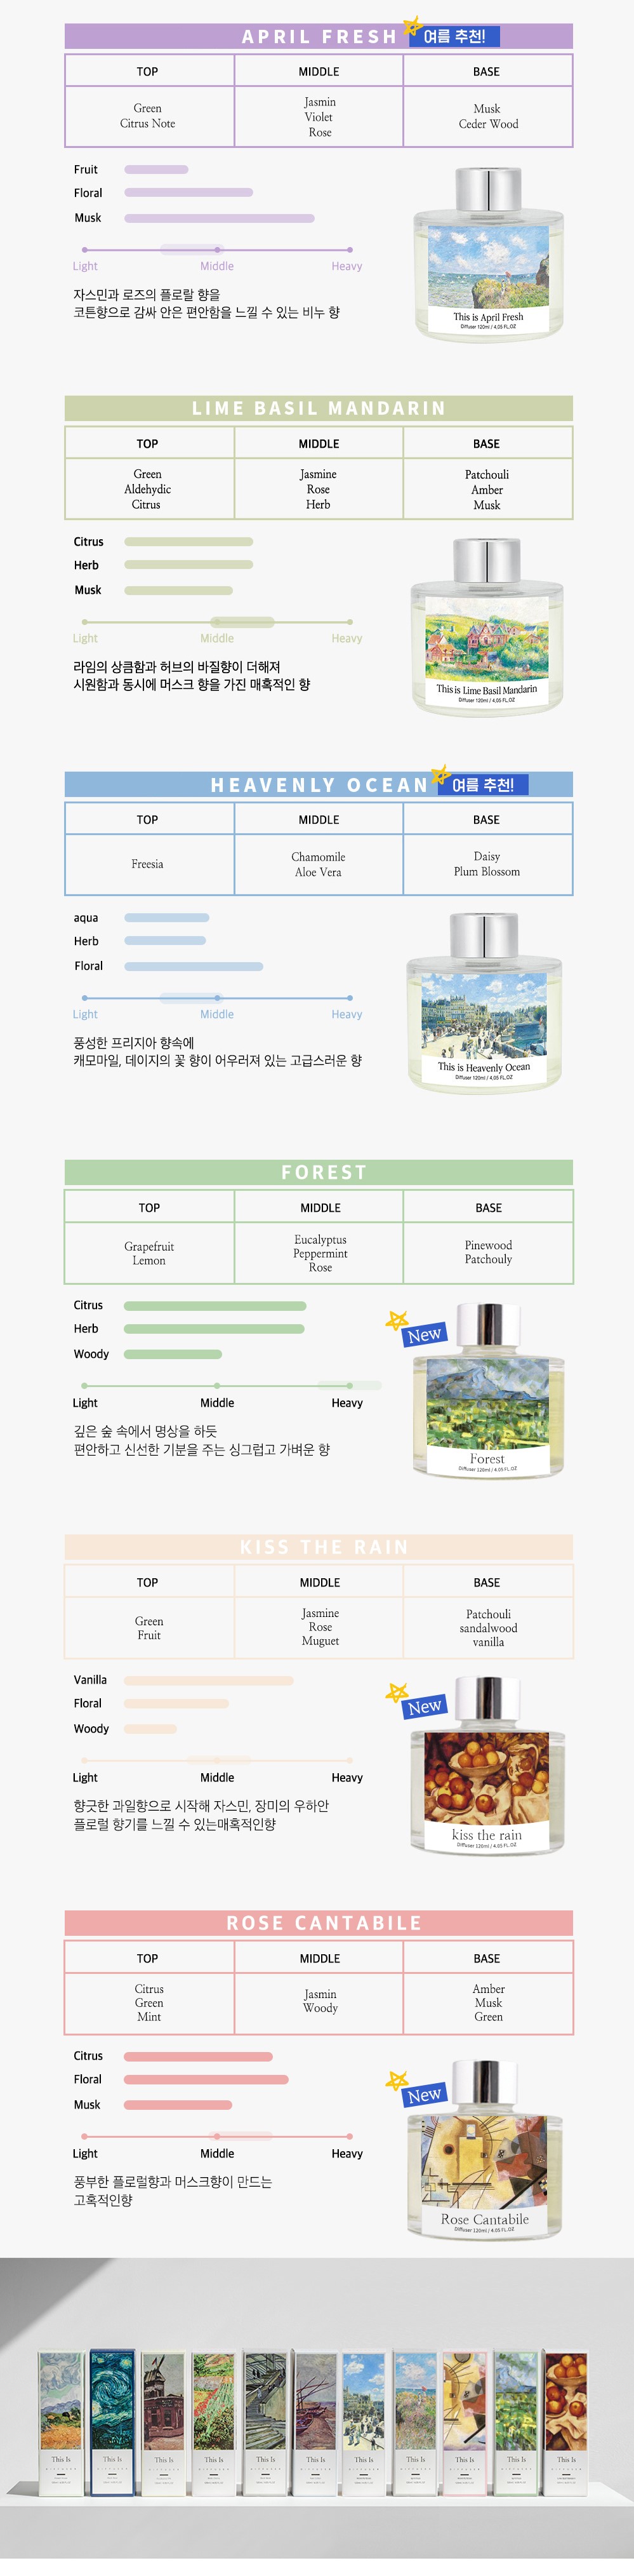 APRIL FRESH 여름 추천!
TOP MIDDLE BASE
Green
Citrus Note
Jasmin
Violet
Rose
Musk
Ceder Wood
Fruit
Floral
Musk
Light Middle Heavy
자스민과 로즈의 플로랄 향을
코튼향으로 감싸 안은 편안함을 느낄 수 있는 비누 향
This is April Fresh
Diffuser 120ml / 4,05 FL,OZ
LIME BASIL MANDARIN
TOP MIDDLE BASE
Green
Aldehydic
Citrus
Jasmine
Rose
Herb
Patchouli
Amber
Musk
Citrus
Herb
Musk
Light Middle Heavy
라임의 상큼함과 허브의 바질향이 더해져
시원함과 동시에 머스크 향을 가진 매혹적인 향
This is Lime Basil Mandarin
Diffuser 120ml / 4,05 FL,OZ
HEAVENLY OCEAN 여름 추천!
TOP MIDDLE BASE
Freesia
Chamomile
Aloe Vera
Daisy
Plum Blossom
aqua
Herb
Floral
Light Middle Heavy
풍성한 프리지아 향속에
캐모마일, 데이지의 꽃 향이 어우러져 있는 고급스러운 향
This is Heavenly Ocean
Diffuser 120ml / 4,05 FL,OZ
FOREST
TOP MIDDLE BASE
Grapefruit
Lemon
Eucalyptus
Peppermint
Rose
Pinewood
Patchouly
Citrus
Herb
Woody
Light Middle Heavy
깊은 숲 속에서 명상을 하듯
편안하고 신선한 기분을 주는 싱그럽고 가벼운 향
New
Forest
Diffuser 120ml / 4.05 FL.OZ
KISS THE RAIN
TOP MIDDLE BASE
Green
Fruit
Jasmine
Rose
Muguet
Patchouli
sandalwood
vanilla
Vanilla
Floral
Woody
Light Middle Heavy
향긋한 과일향으로 시작해 자스민, 장미의 우하안
플로럴 향기를 느낄 수 있는매혹적인향
New
kiss the rain
Diffuser 120ml / 4.05 FL.OZ
ROSE CANTABILE
TOP MIDDLE BASE
Citrus
Green
Mint
Jasmin
Woody
Amber
Musk
Green
Citrus
Floral
Musk
Light Middle Heavy
풍부한 플로럴향과 머스크향이 만드는
고혹적인향
New
Rose Cantabile
Diffuser 120ml / 4.05 FL.OZ
This Is This Is This Is This Is This Is This Is This Is This Is This Is This Is This Is